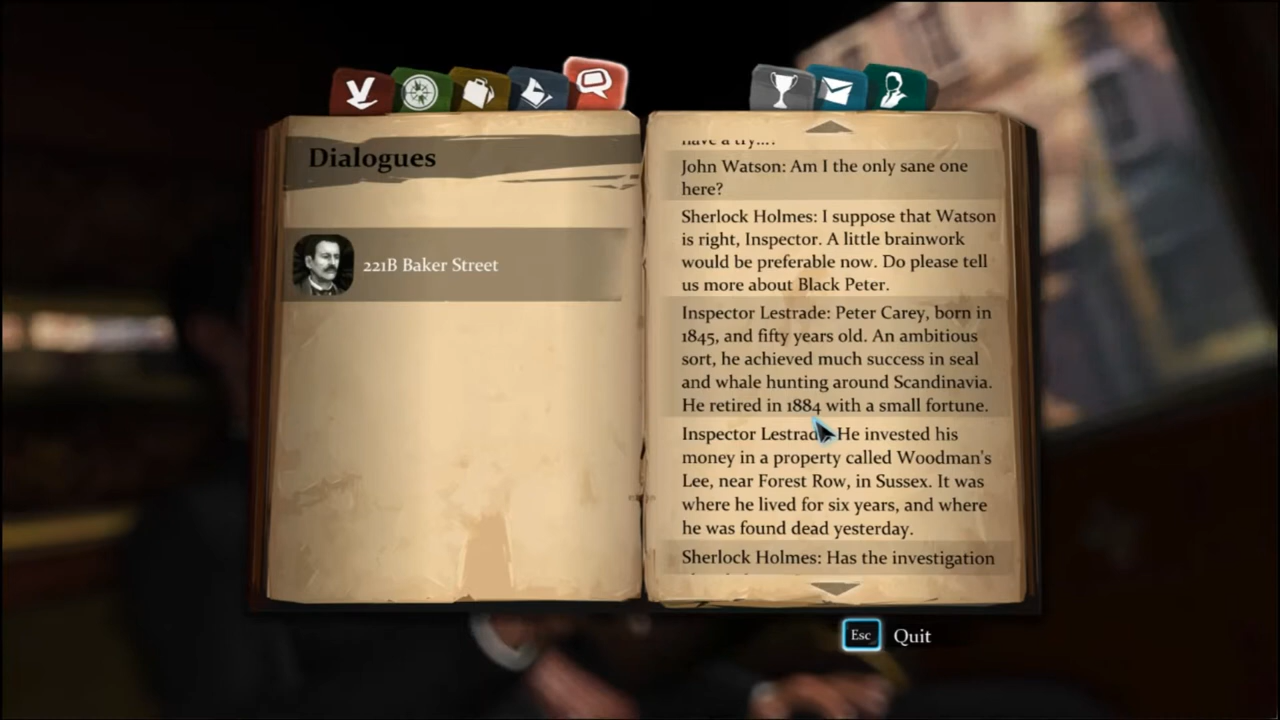 Dialogues
221B Baker Street
have a try...?
John Watson: Am I the only sane one
here?
Sherlock Holmes: I suppose that Watson
is right, Inspector. A little brainwork
would be preferable now. Do please tell
us more about Black Peter.
Inspector Lestrade: Peter Carey, born in
1845, and fifty years old. An ambitious
sort, he achieved much success in seal
and whale hunting around Scandinavia.
He retired in 1884 with a small fortune.
Inspector Lestrade: He invested his
money in a property called Woodman's
Lee, near Forest Row, in Sussex. It was
where he lived for six years, and where
he was found dead yesterday.
Sherlock Holmes: Has the investigation
Esc Quit